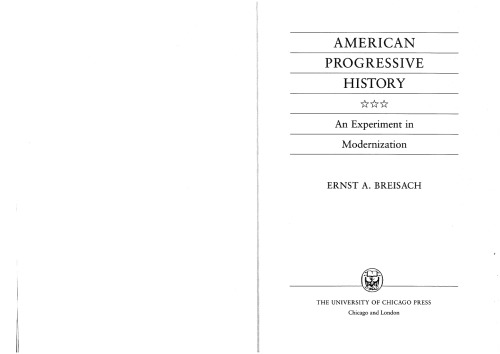 AMERICAN
PROGRESSIVE
HISTORY
☆☆☆
An Experiment in
Modernization
ERNST A. BREISACH
THE UNIVERSITY OF CHICAGO PRESS
Chicago and London